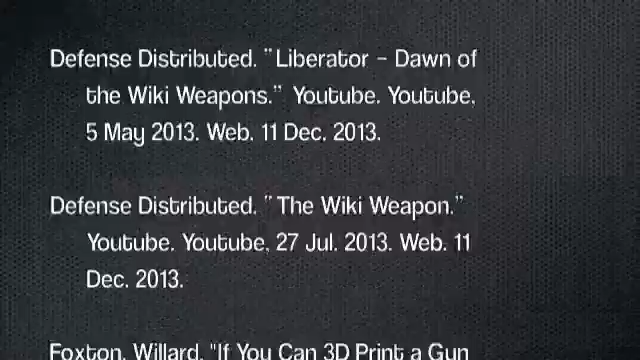 Defense Distributed. "Liberator – Dawn of
the Wiki Weapons." Youtube. Youtube,
5 May 2013. Web. 11 Dec. 2013.
Defense Distributed. "The Wiki Weapon."
Youtube. Youtube, 27 Jul. 2013. Web. 11
Dec. 2013.
Foxton, Willard. "If You Can 3D Print a Gun